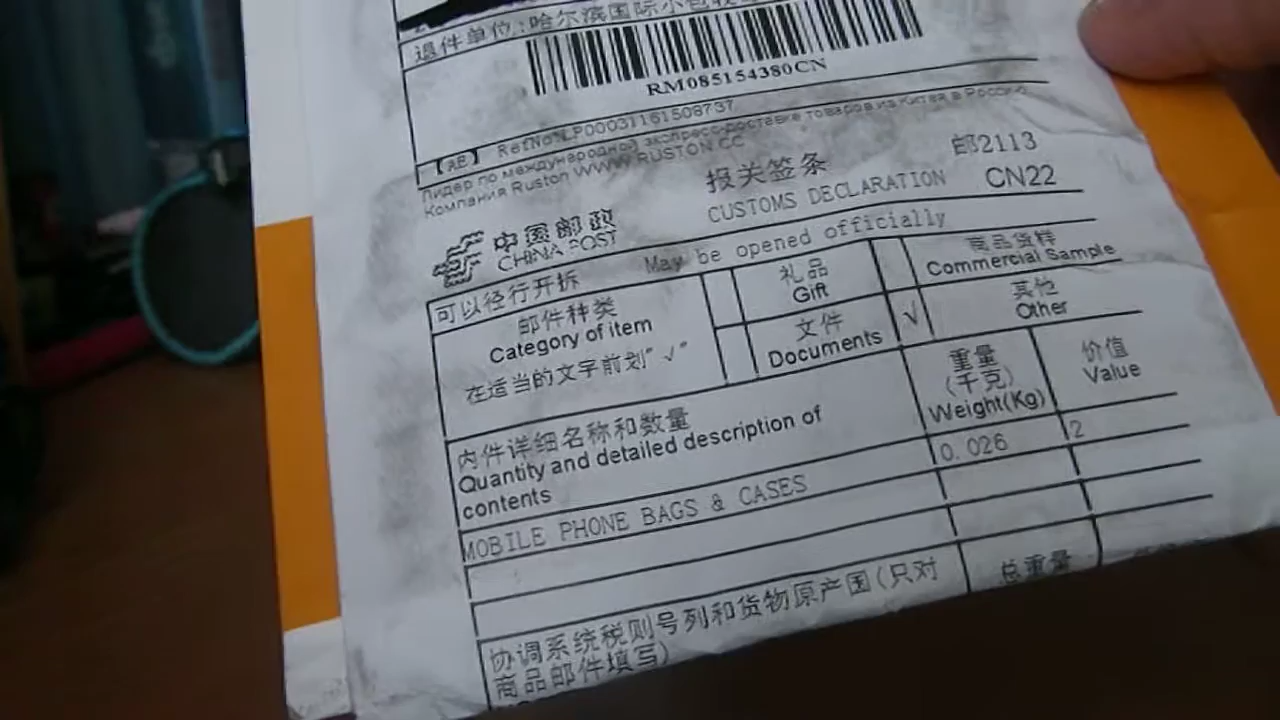 退件单位:哈尔滨国际小包
RM085154380CN
【AE】 RefNo:LP00031161508737
Лидер по международной экспресс-доставке товаров из Китая в Россию
Компания Ruston WWW.RUSTON.CC
报关签条 邮2113
CUSTOMS DECLARATION CN22
中国邮政
CHINA POST
可以径行开拆 May be opened officially
邮件种类
Category of item
在适当的文字前划"√"
礼品
Gift
商品货样
Commercial Sample
文件
Documents
√
其他
Other
内件详细名称和数量
Quantity and detailed description of
contents
重量
(千克)
Weight(Kg)
价值
Value
MOBILE PHONE BAGS & CASES 0.026 2
协调系统税则号列和货物原产国(只对
商品邮件填写)
总重量